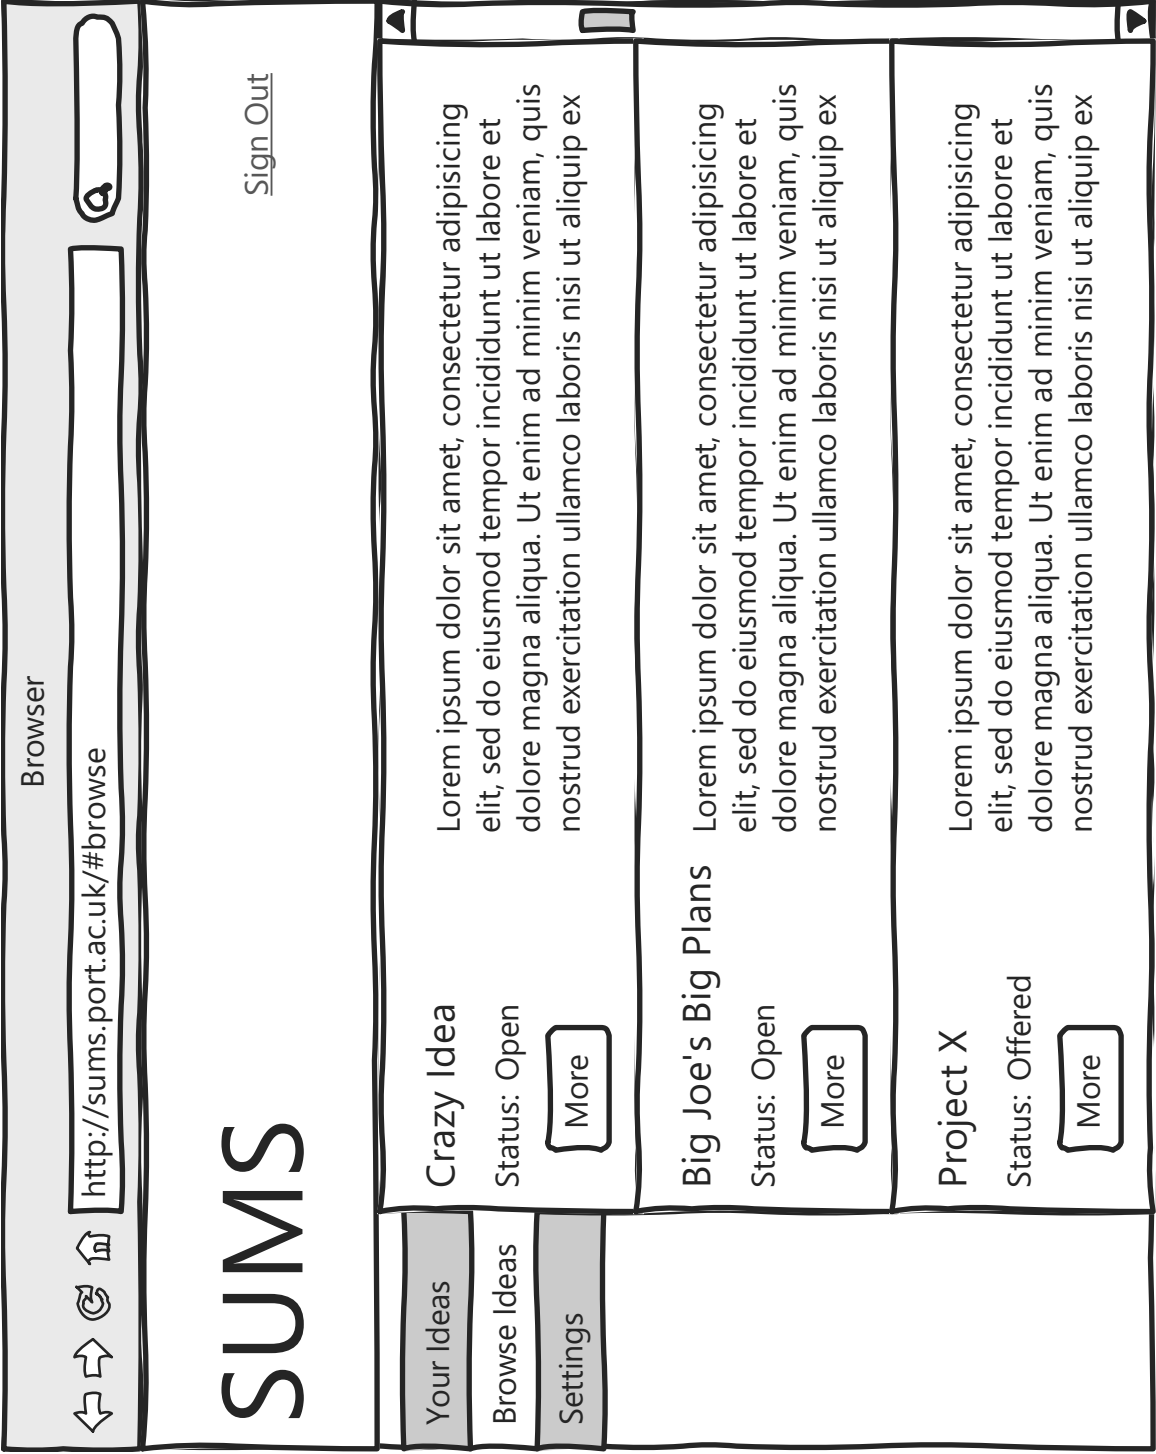 Browser
http://sums.port.ac.uk/#browse
SUMS
Sign Out
Your Ideas
Browse Ideas
Settings
Crazy Idea
Status: Open
More
Lorem ipsum dolor sit amet, consectetur adipisicing
elit, sed do eiusmod tempor incididunt ut labore et
dolore magna aliqua. Ut enim ad minim veniam, quis
nostrud exercitation ullamco laboris nisi ut aliquip ex
Big Joe's Big Plans
Status: Open
More
Lorem ipsum dolor sit amet, consectetur adipisicing
elit, sed do eiusmod tempor incididunt ut labore et
dolore magna aliqua. Ut enim ad minim veniam, quis
nostrud exercitation ullamco laboris nisi ut aliquip ex
Project X
Status: Offered
More
Lorem ipsum dolor sit amet, consectetur adipisicing
elit, sed do eiusmod tempor incididunt ut labore et
dolore magna aliqua. Ut enim ad minim veniam, quis
nostrud exercitation ullamco laboris nisi ut aliquip ex